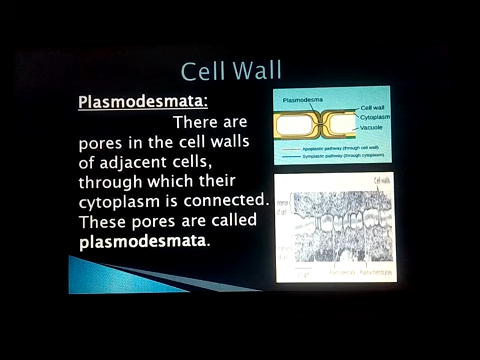 Cell Wall
Plasmodesmata:
There are
pores in the cell walls
of adjacent cells,
through which their
cytoplasm is connected.
These pores are called
plasmodesmata.
Plasmodesma
Cell wall
Cytoplasm
Vacuole
Apoplastic pathway (through cell wall)
Symplastic pathway (through cytoplasm)
Cell walls